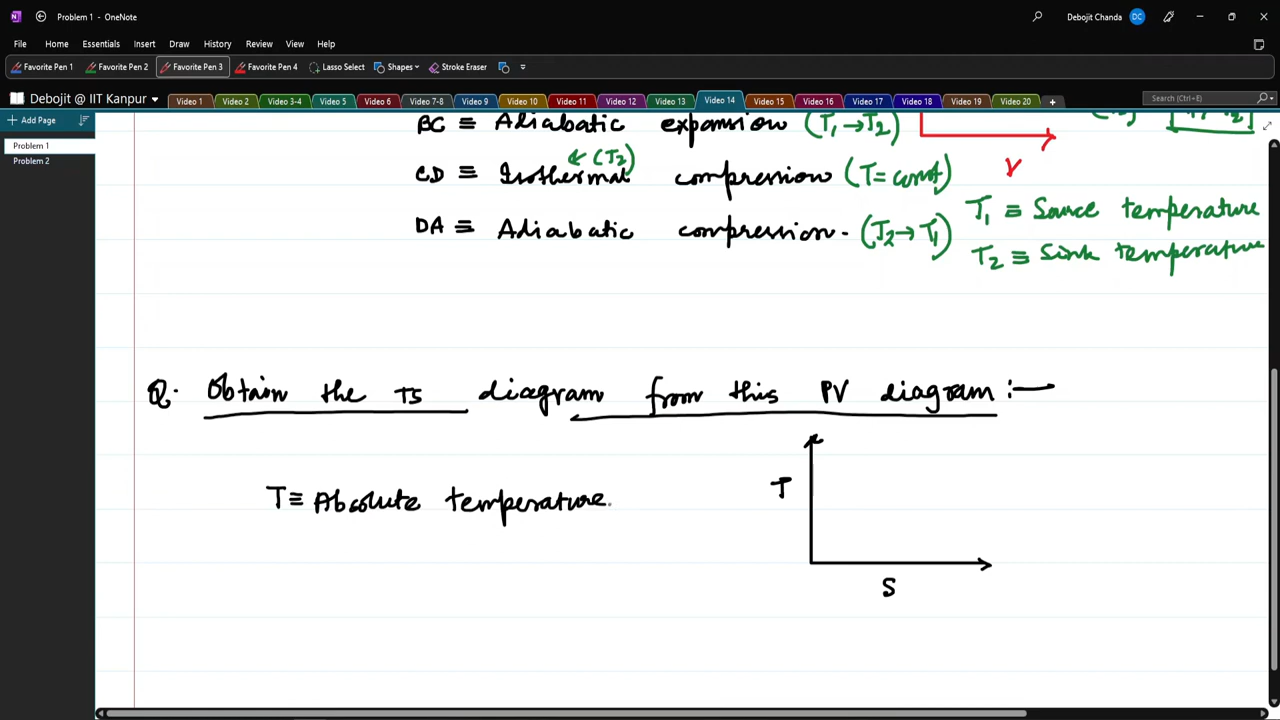 Problem 1 - OneNote
Debojit Chanda DC
File Home Essentials Insert Draw History Review View Help
Favorite Pen 1 Favorite Pen 2 Favorite Pen 3 Favorite Pen 4 Lasso Select Shapes Stroke Eraser
Debojit @ IIT Kanpur Video 1 Video 2 Video 3-4 Video 5 Video 6 Video 7-8 Video 9 Video 10 Video 11 Video 12 Video 13 Video 14 Video 15 Video 16 Video 17 Video 18 Video 19 Video 20 Search (Ctrl+E)
Add Page
Problem 1
Problem 2
BC ≡ Adiabatic expansion (T1→T2)
(T2)
CD ≡ Isothermal compression (T = const)
V
DA ≡ Adiabatic compression. (T2→T1)
T1 ≡ Source temperature
T2 ≡ Sink temperature
Q. Obtain the TS diagram from this PV diagram :—
T ≡ Absolute temperature.
T
S